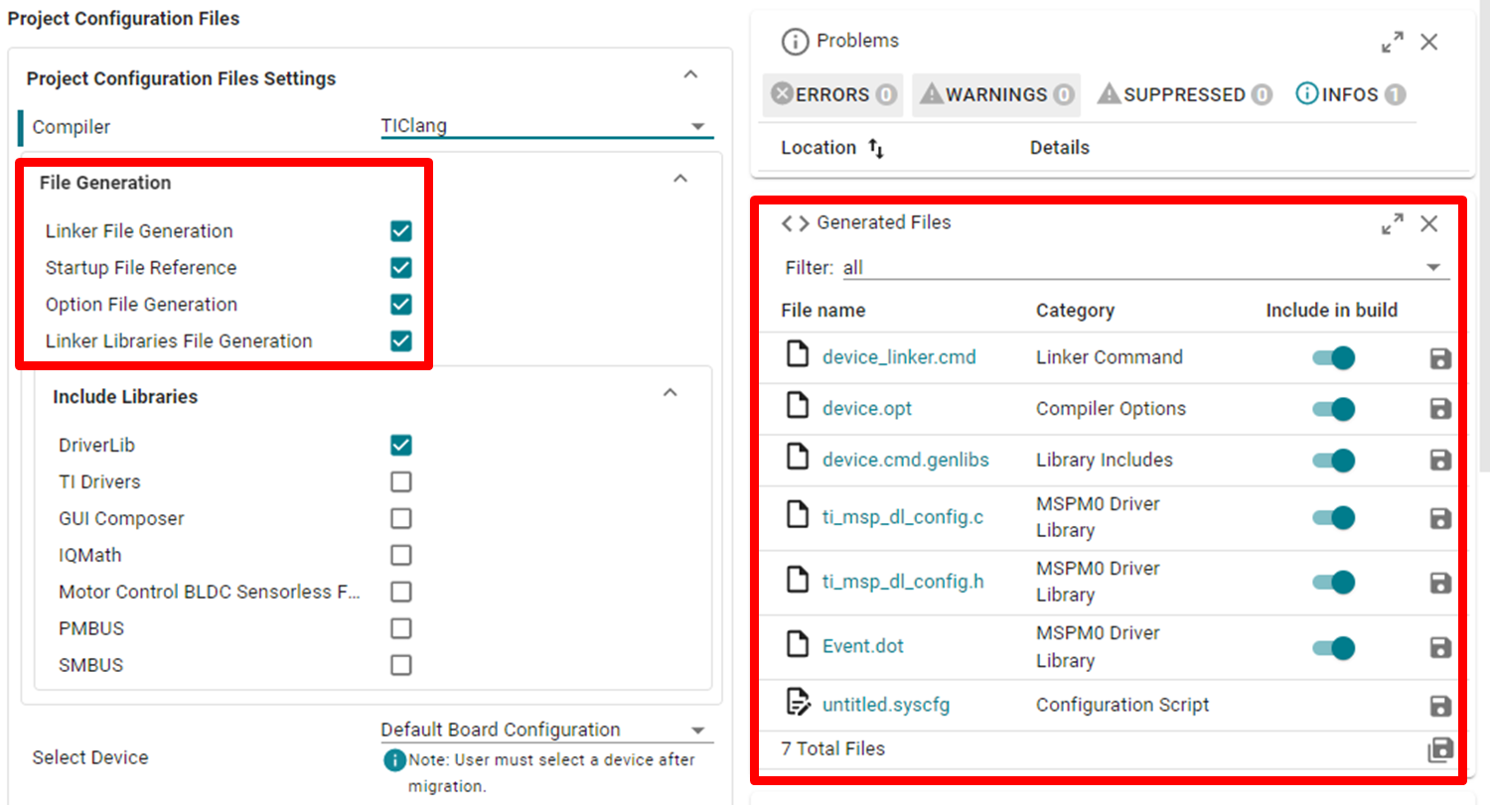 Project Configuration Files
Project Configuration Files Settings
Compiler TIClang
File Generation
Linker File Generation
Startup File Reference
Option File Generation
Linker Libraries File Generation
Include Libraries
DriverLib
TI Drivers
GUI Composer
IQMath
Motor Control BLDC Sensorless F...
PMBUS
SMBUS
Select Device Default Board Configuration
Note: User must select a device after
migration.
Problems
ERRORS 0 WARNINGS 0 SUPPRESSED 0 INFOS 1
Location Details
Generated Files
Filter: all
File name Category Include in build
device_linker.cmd Linker Command
device.opt Compiler Options
device.cmd.genlibs Library Includes
ti_msp_dl_config.c MSPM0 Driver
Library
ti_msp_dl_config.h MSPM0 Driver
Library
Event.dot MSPM0 Driver
Library
untitled.syscfg Configuration Script
7 Total Files